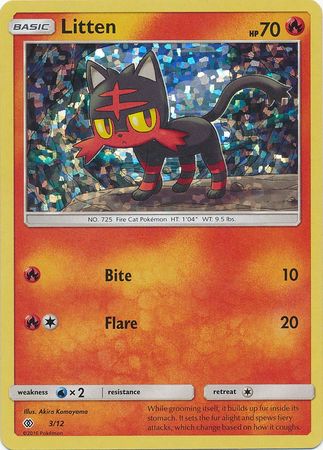 BASIC Litten HP 70
NO. 725 Fire Cat Pokémon HT: 1'04" WT: 9.5 lbs.
Bite 10
Flare 20
weakness ×2 resistance retreat
Illus. Akira Komayama
3/12
©2016 Pokémon
While grooming itself, it builds up fur inside its
stomach. It sets the fur alight and spews fiery
attacks, which change based on how it coughs.